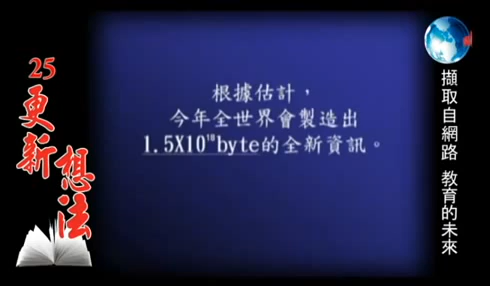 25
更新
想法
根據估計，
今年全世界會製造出
1.5X10¹⁸byte的全新資訊。
擷取自網路 教育的未來